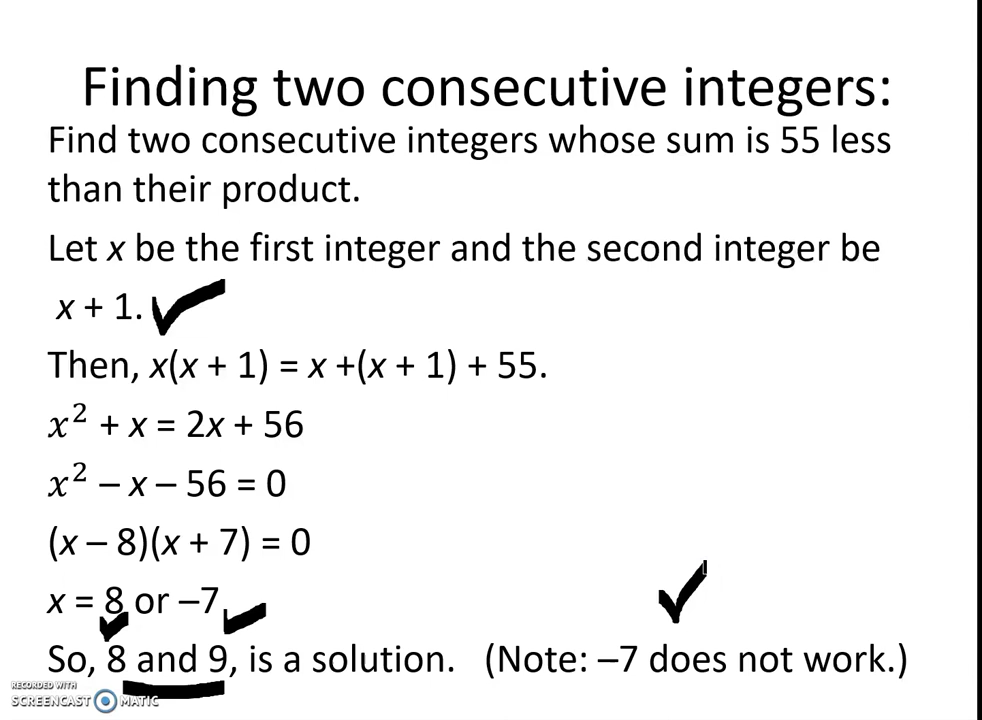 Finding two consecutive integers:
Find two consecutive integers whose sum is 55 less
than their product.
Let x be the first integer and the second integer be
x + 1.
Then, x(x + 1) = x +(x + 1) + 55.
x² + x = 2x + 56
x² – x – 56 = 0
(x – 8)(x + 7) = 0
x = 8 or –7
So, 8 and 9, is a solution. (Note: –7 does not work.)
RECORDED WITH
SCREENCAST MATIC